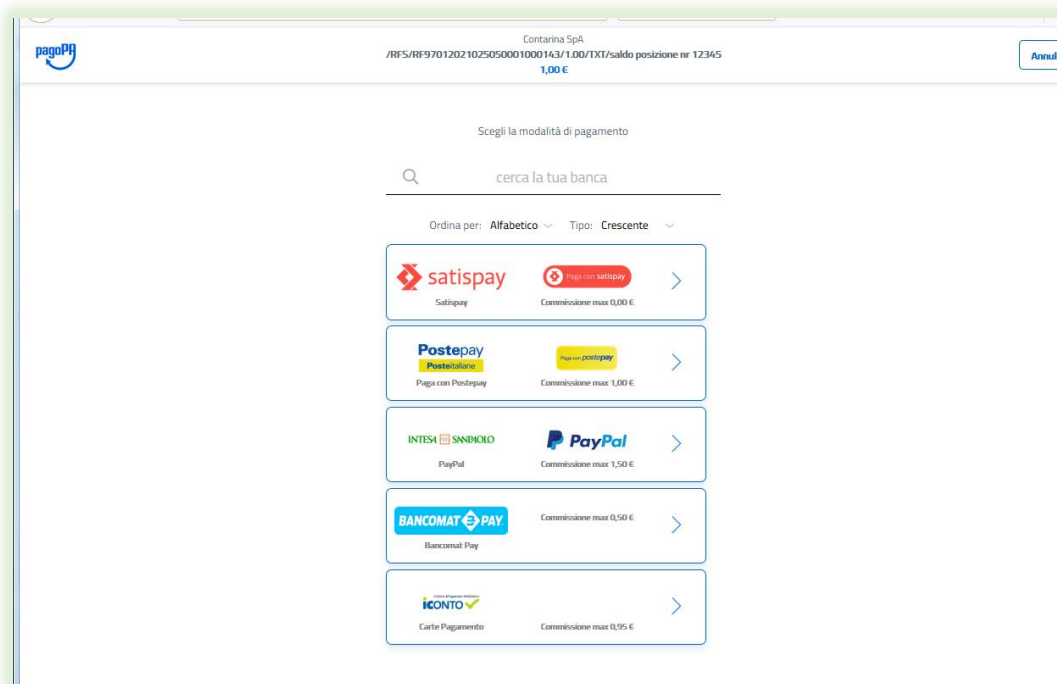 pagoPA
Contarina SpA
/RFS/RF97012021025050001000143/1.00/TXT/saldo posizione nr 12345
1,00 €
Annul
Scegli la modalità di pagamento
cerca la tua banca
Ordina per: Alfabetico Tipo: Crescente
satispay Paga con satispay
Satispay Commissione max 0,00 €
Postepay
Posteitaliane Paga con postepay
Paga con Postepay Commissione max 1,00 €
INTESA SANPAOLO PayPal
PayPal Commissione max 1,50 €
BANCOMAT PAY Commissione max 0,50 €
Bancomat Pay
iCONTO
Carte Pagamento Commissione max 0,95 €